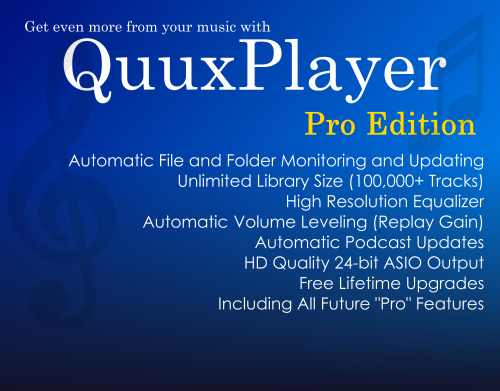 Get even more from your music with
QuuxPlayer
Pro Edition
Automatic File and Folder Monitoring and Updating
Unlimited Library Size (100,000+ Tracks)
High Resolution Equalizer
Automatic Volume Leveling (Replay Gain)
Automatic Podcast Updates
HD Quality 24-bit ASIO Output
Free Lifetime Upgrades
Including All Future "Pro" Features